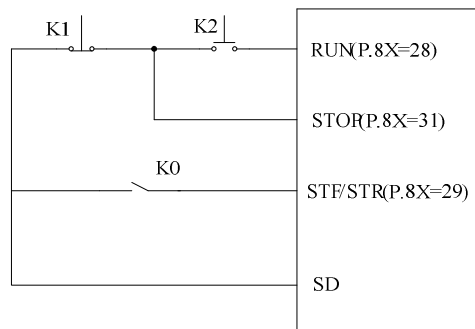 K1
K2
RUN(P.8X=28)
STOP(P.8X=31)
K0
STF/STR(P.8X=29)
SD